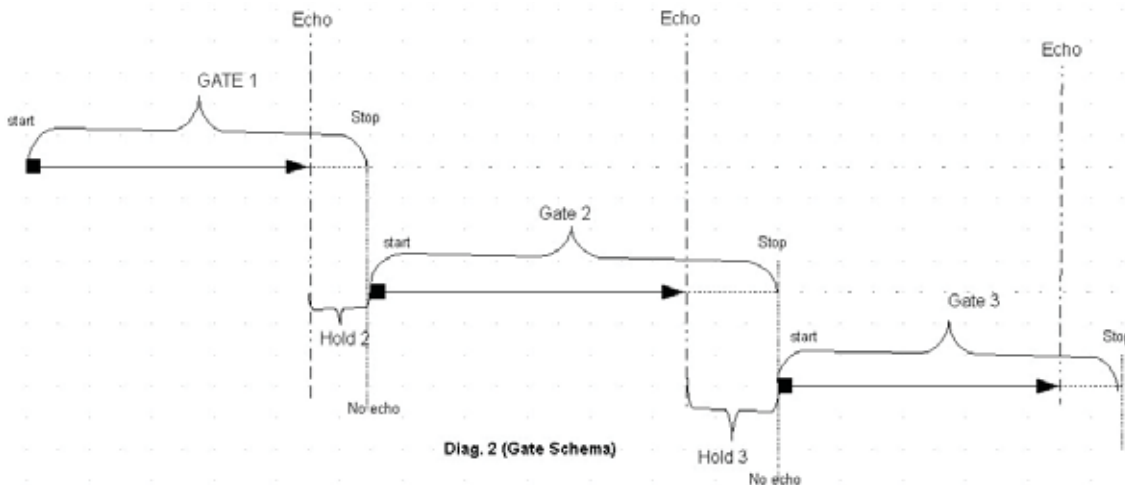 Echo
Echo
Echo
GATE 1
start
Stop
Gate 2
start
Stop
Gate 3
start
Stop
Hold 2
No echo
Diag. 2 (Gate Schema)
Hold 3
No echo